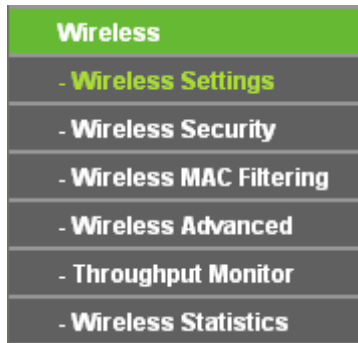 Wireless
- Wireless Settings
- Wireless Security
- Wireless MAC Filtering
- Wireless Advanced
- Throughput Monitor
- Wireless Statistics